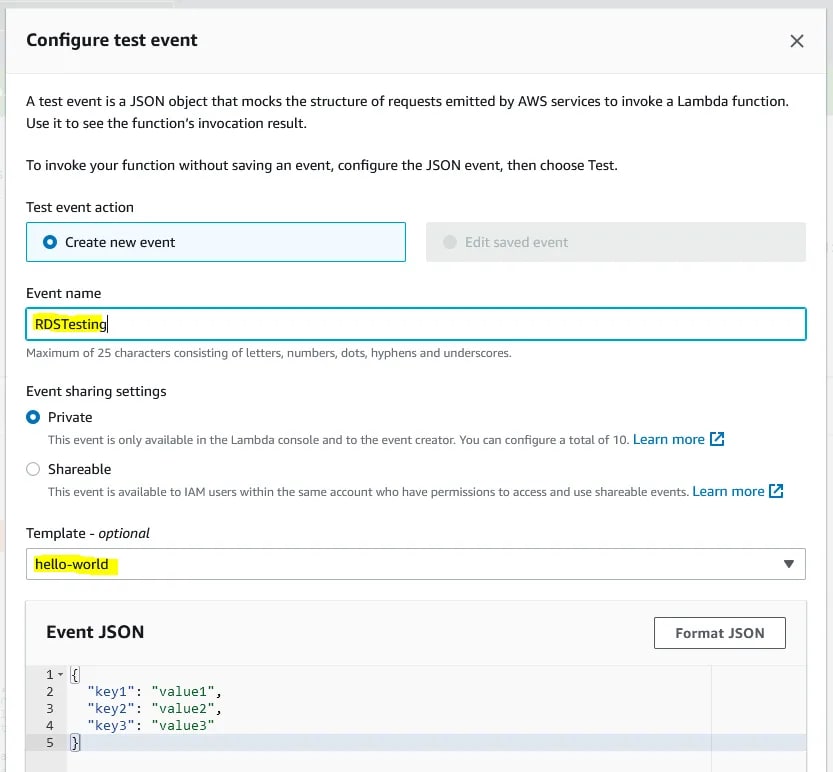 Configure test event
A test event is a JSON object that mocks the structure of requests emitted by AWS services to invoke a Lambda function.
Use it to see the function's invocation result.
To invoke your function without saving an event, configure the JSON event, then choose Test.
Test event action
Create new event
Edit saved event
Event name
RDSTesting
Maximum of 25 characters consisting of letters, numbers, dots, hyphens and underscores.
Event sharing settings
Private
This event is only available in the Lambda console and to the event creator. You can configure a total of 10. Learn more
Shareable
This event is available to IAM users within the same account who have permissions to access and use shareable events. Learn more
Template - optional
hello-world
Event JSON
Format JSON
1 {
2 "key1": "value1",
3 "key2": "value2",
4 "key3": "value3"
5 }